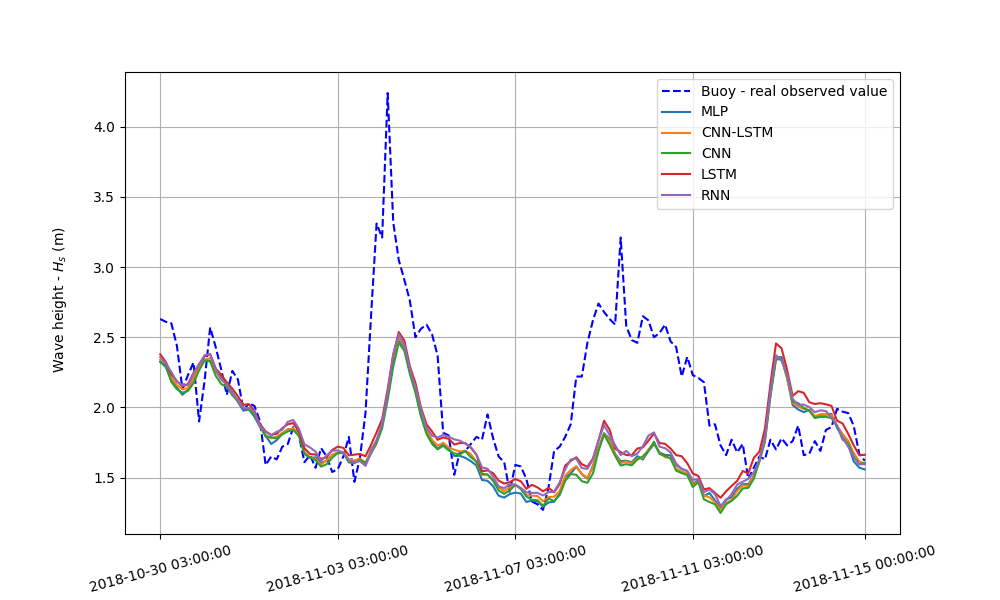 Buoy - real observed value
MLP
CNN-LSTM
CNN
LSTM
RNN
Wave height - Hs (m)
4.0
3.5
3.0
2.5
2.0
1.5
2018-10-30 03:00:00
2018-11-03 03:00:00
2018-11-07 03:00:00
2018-11-11 03:00:00
2018-11-15 00:00:00